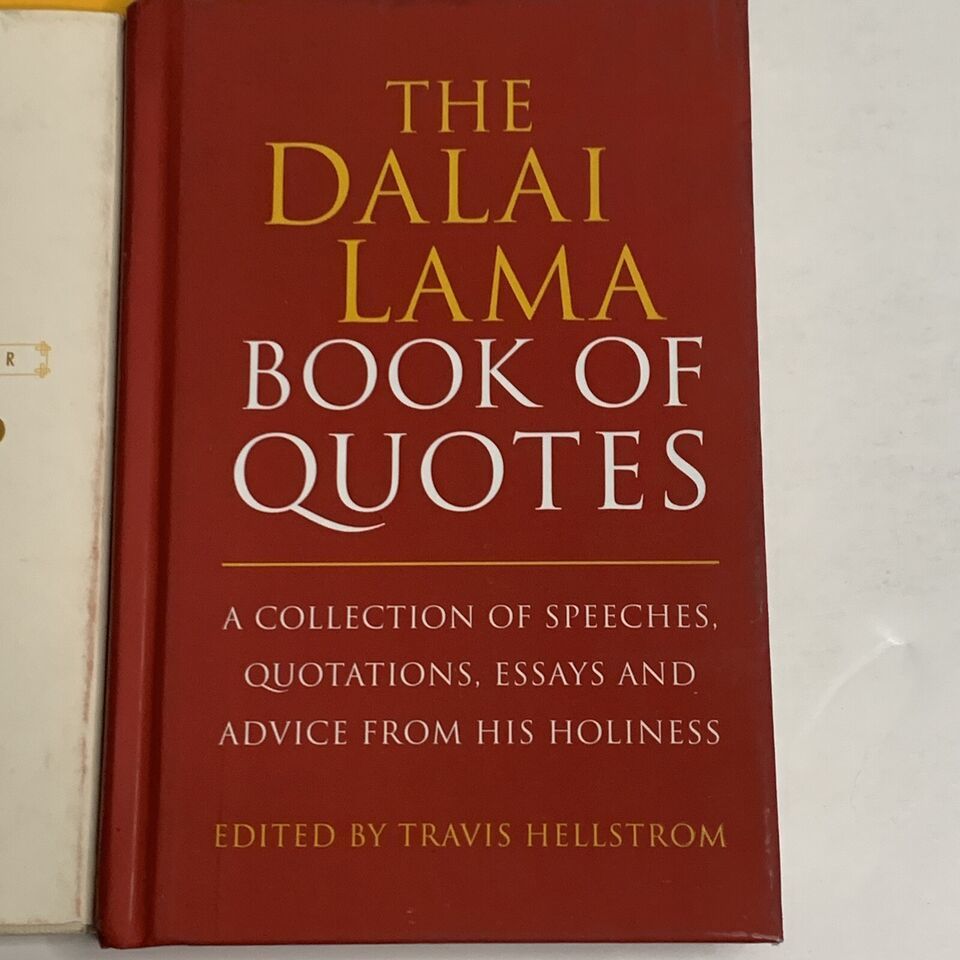 THE
DALAI
LAMA
BOOK OF
QUOTES
A COLLECTION OF SPEECHES,
QUOTATIONS, ESSAYS AND
ADVICE FROM HIS HOLINESS
EDITED BY TRAVIS HELLSTROM
R